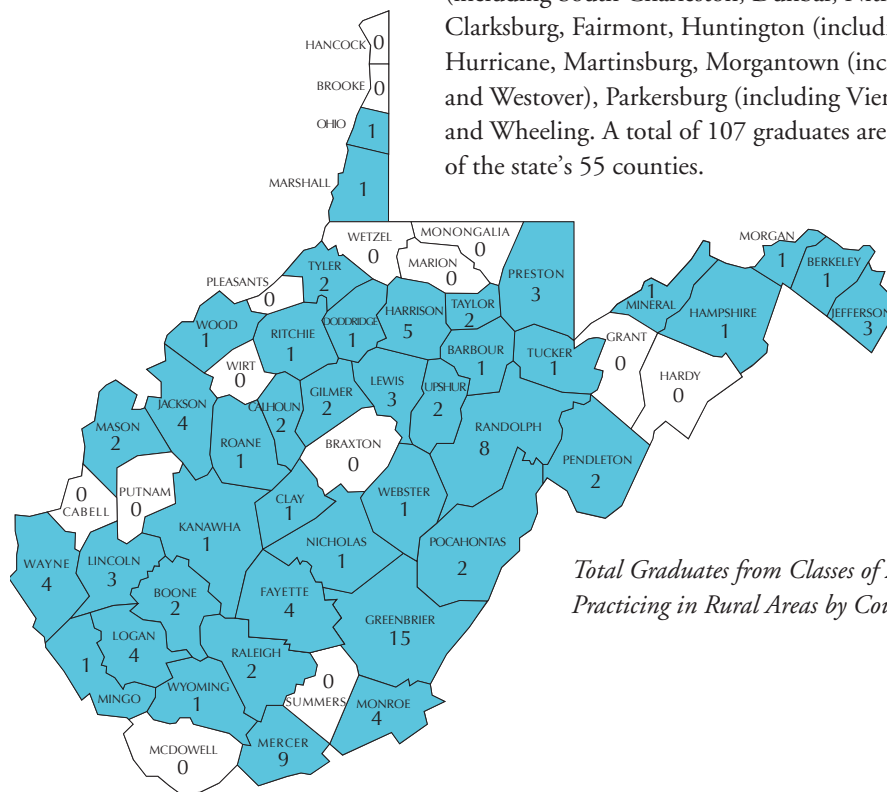 (including South Charleston, Dunbar,
Clarksburg, Fairmont, Huntington
Hurricane, Martinsburg, Morgantown
and Westover), Parkersburg (including
and Wheeling. A total of 107 graduates are
of the state's 55 counties.
HANCOCK 0
BROOKE 0
OHIO 1
MARSHALL 1
WETZEL
0
MONONGALIA
0
MARION
0
PRESTON
3
MORGAN
1
BERKELEY
1
JEFFERSON
3
MINERAL
1
HAMPSHIRE
1
GRANT
0
HARDY
0
TYLER
2
PLEASANTS
0
WOOD
1
RITCHIE
1
DODDRIDGE
1
HARRISON
5
TAYLOR
2
BARBOUR
1
TUCKER
1
WIRT
0
JACKSON
4
CALHOUN
2
GILMER
2
LEWIS
3
UPSHUR
2
RANDOLPH
8
PENDLETON
2
MASON
2
ROANE
1
BRAXTON
0
PUTNAM
0
0
CABELL
CLAY
1
WEBSTER
1
KANAWHA
1
NICHOLAS
1
POCAHONTAS
2
WAYNE
4
LINCOLN
3
BOONE
2
FAYETTE
4
GREENBRIER
15
LOGAN
4
RALEIGH
2
0
SUMMERS
1
MINGO
WYOMING
1
MONROE
4
MERCER
9
MCDOWELL
0
Total Graduates from Classes of
Practicing in Rural Areas by